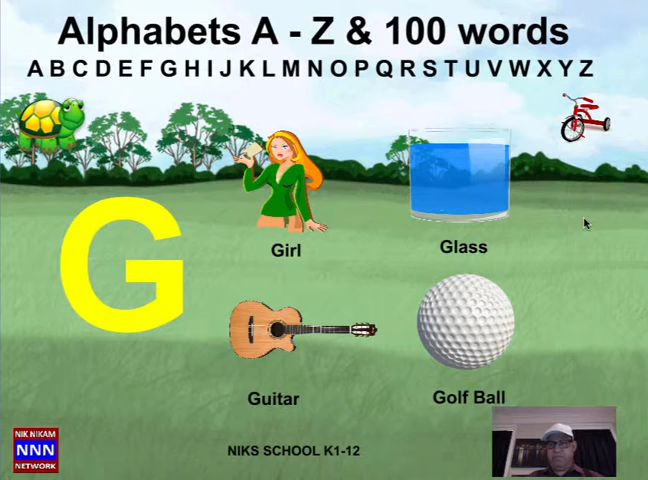 Alphabets A - Z & 100 words
A B C D E F G H I J K L M N O P Q R S T U V W X Y Z
G
Girl
Glass
Guitar
Golf Ball
NIK NIKAM
NNN
NETWORK
NIKS SCHOOL K1-12